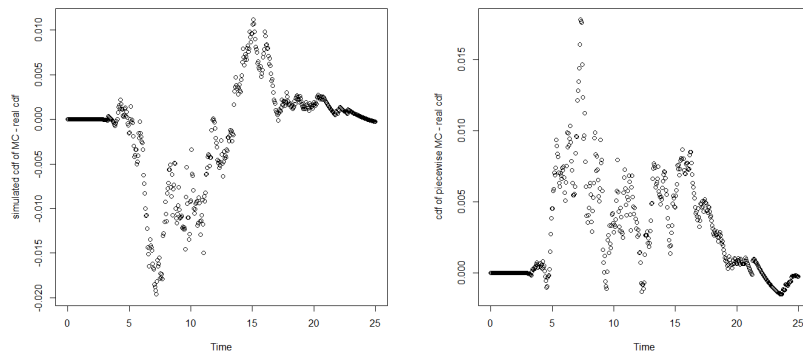 simulated cdf of MC - real cdf
0.010
0.005
0.000
-0.005
-0.010
-0.015
-0.020
0 5 10 15 20 25
Time
cdf of piecewise MC - real cdf
0.015
0.010
0.005
0.000
0 5 10 15 20 25
Time